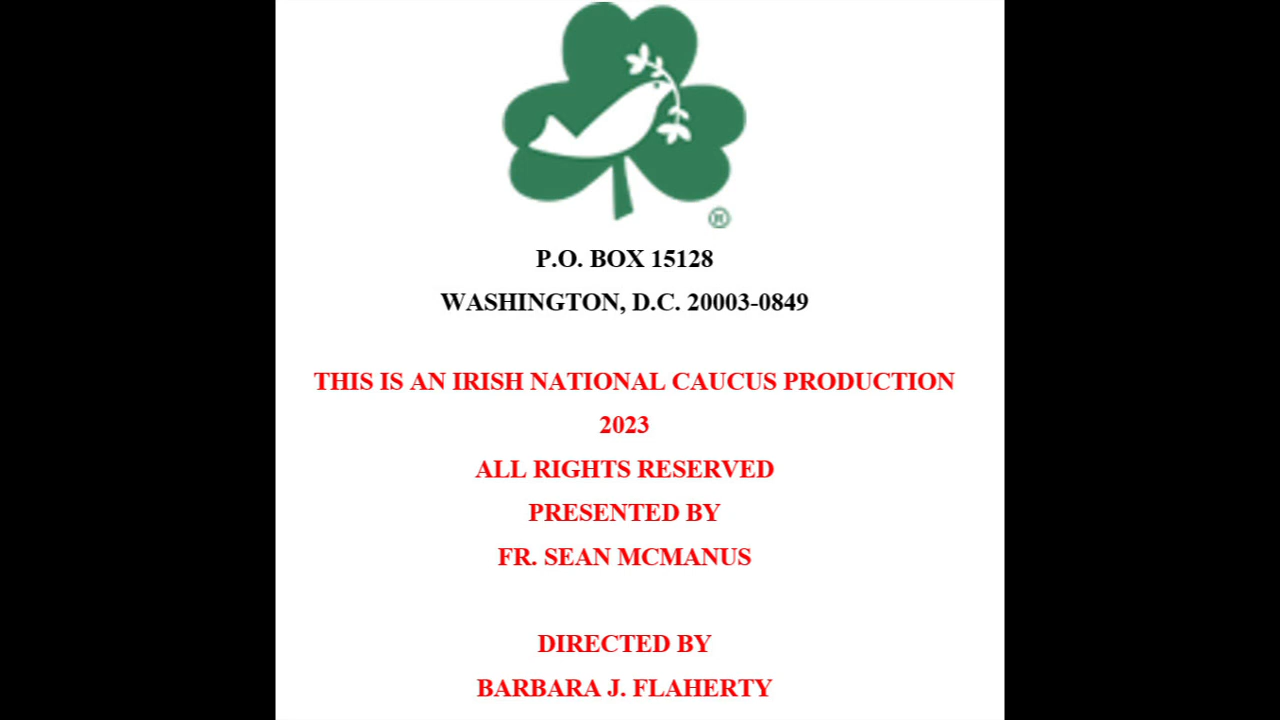 ®
P.O. BOX 15128
WASHINGTON, D.C. 20003-0849
THIS IS AN IRISH NATIONAL CAUCUS PRODUCTION
2023
ALL RIGHTS RESERVED
PRESENTED BY
FR. SEAN MCMANUS
DIRECTED BY
BARBARA J. FLAHERTY